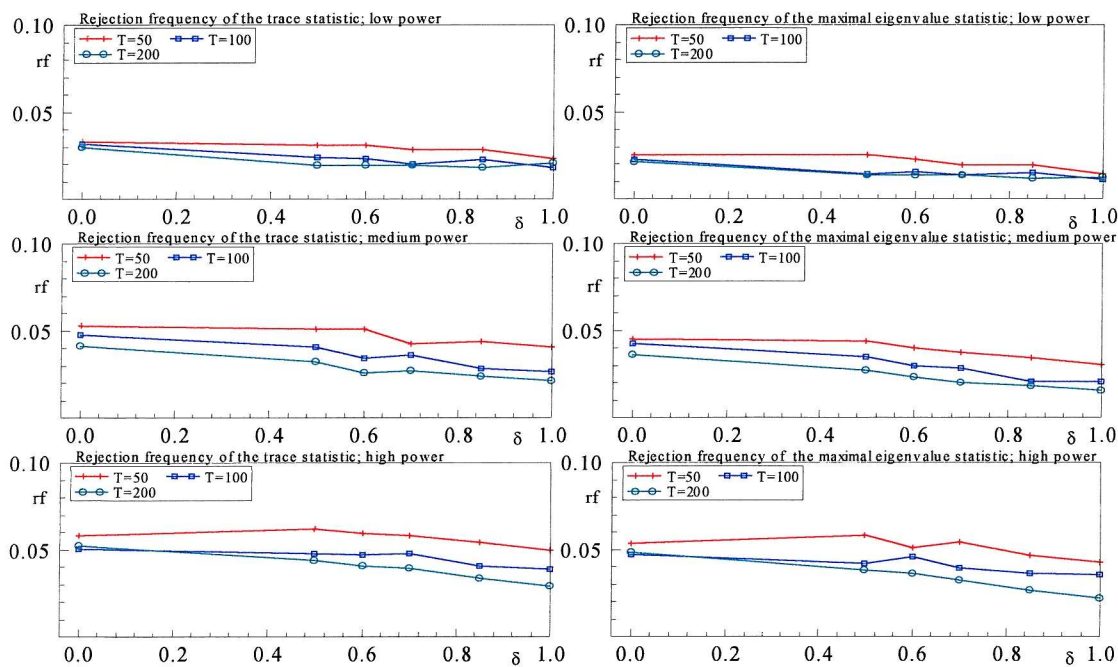 Rejection frequency of the trace statistic; low power
0.10
T=50 T=100
T=200
rf
0.05
0.0 0.2 0.4 0.6 0.8 δ 1.0
Rejection frequency of the maximal eigenvalue statistic; low power
0.10
T=50 T=100
T=200
rf
0.05
0.0 0.2 0.4 0.6 0.8 δ 1.0
Rejection frequency of the trace statistic; medium power
0.10
T=50 T=100
T=200
rf
0.05
0.0 0.2 0.4 0.6 0.8 δ 1.0
Rejection frequency of the maximal eigenvalue statistic; medium power
0.10
T=50 T=100
T=200
rf
0.05
0.0 0.2 0.4 0.6 0.8 δ 1.0
Rejection frequency of the trace statistic; high power
0.10
T=50 T=100
T=200
rf
0.05
0.0 0.2 0.4 0.6 0.8 δ 1.0
Rejection frequency of the maximal eigenvalue statistic; high power
0.10
T=50 T=100
T=200
rf
0.05
0.0 0.2 0.4 0.6 0.8 δ 1.0